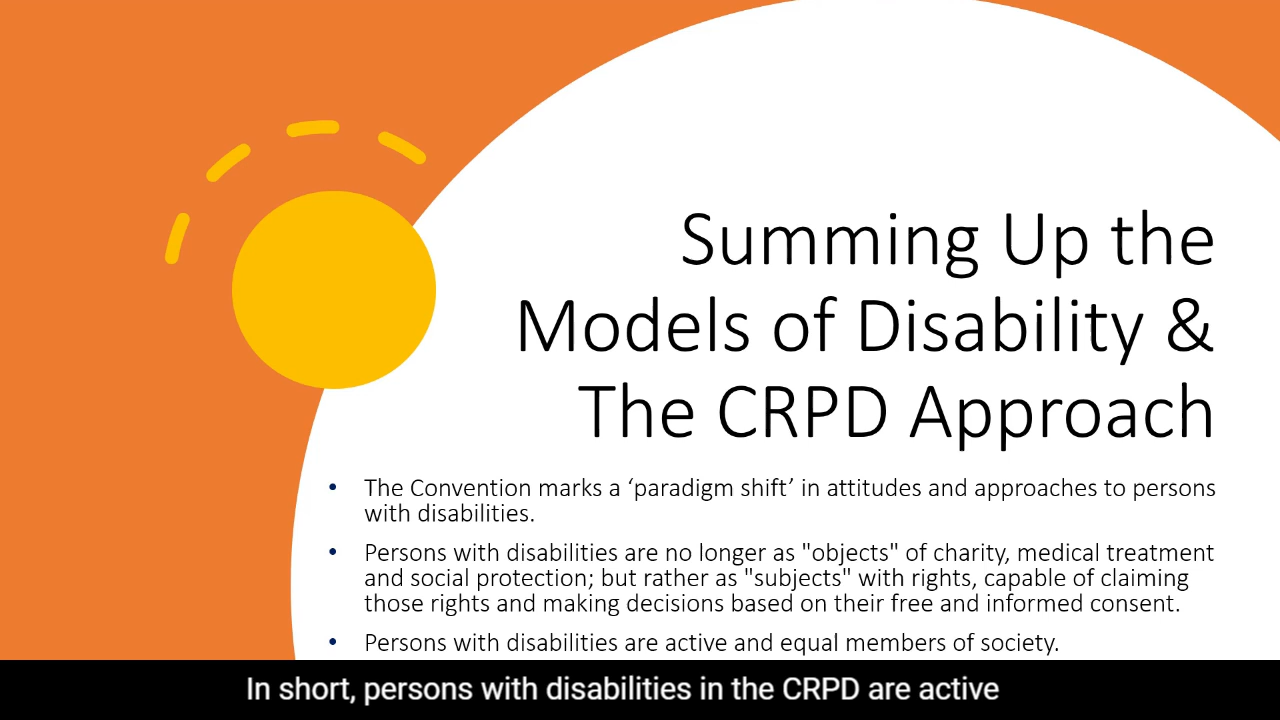 Summing Up the
Models of Disability &
The CRPD Approach
• The Convention marks a ‘paradigm shift’ in attitudes and approaches to persons
with disabilities.
• Persons with disabilities are no longer as "objects" of charity, medical treatment
and social protection; but rather as "subjects" with rights, capable of claiming
those rights and making decisions based on their free and informed consent.
• Persons with disabilities are active and equal members of society.
In short, persons with disabilities in the CRPD are active